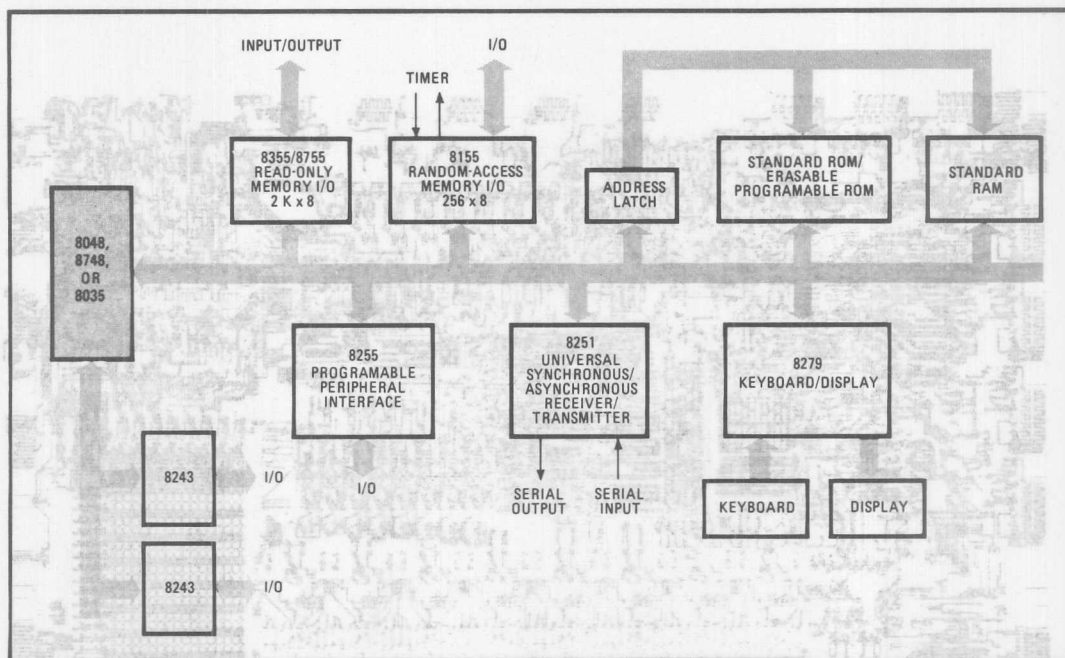 INPUT/OUTPUT
I/O
TIMER
8355/8755
READ-ONLY
MEMORY I/O
2 K x 8
8155
RANDOM-ACCESS
MEMORY I/O
256 x 8
ADDRESS
LATCH
STANDARD ROM/
ERASABLE
PROGRAMABLE ROM
STANDARD
RAM
8048,
8748,
OR
8035
8255
PROGRAMABLE
PERIPHERAL
INTERFACE
8251
UNIVERSAL
SYNCHRONOUS/
ASYNCHRONOUS
RECEIVER/
TRANSMITTER
8279
KEYBOARD/DISPLAY
8243
I/O
I/O
SERIAL
OUTPUT
SERIAL
INPUT
KEYBOARD
DISPLAY
8243
I/O